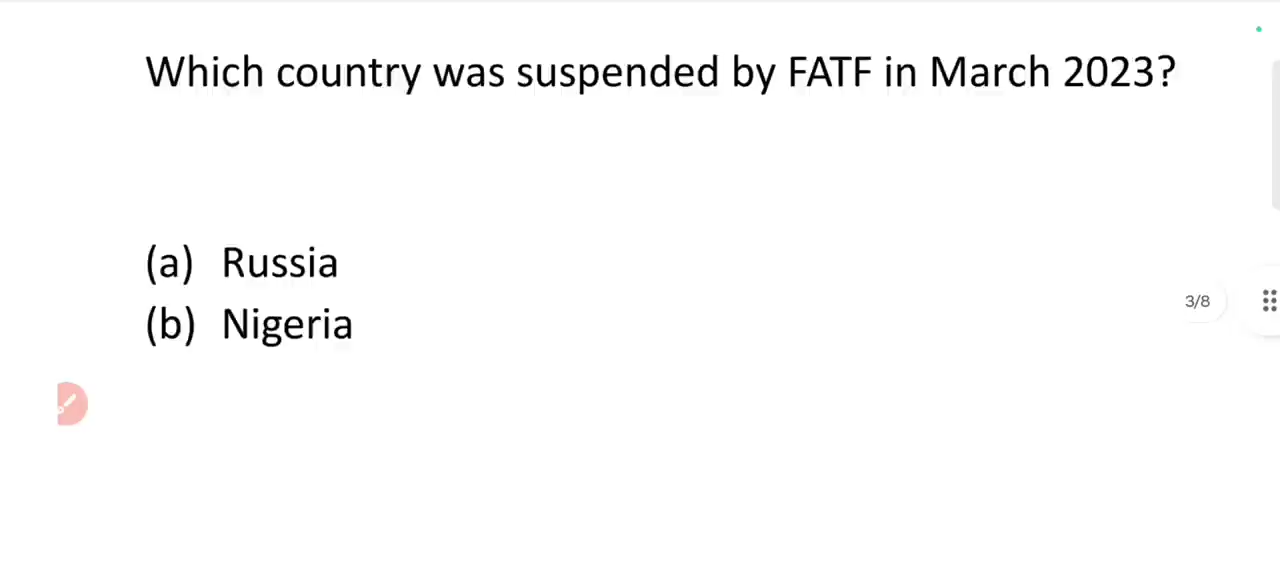 Which country was suspended by FATF in March 2023?
(a) Russia
3/8
(b) Nigeria